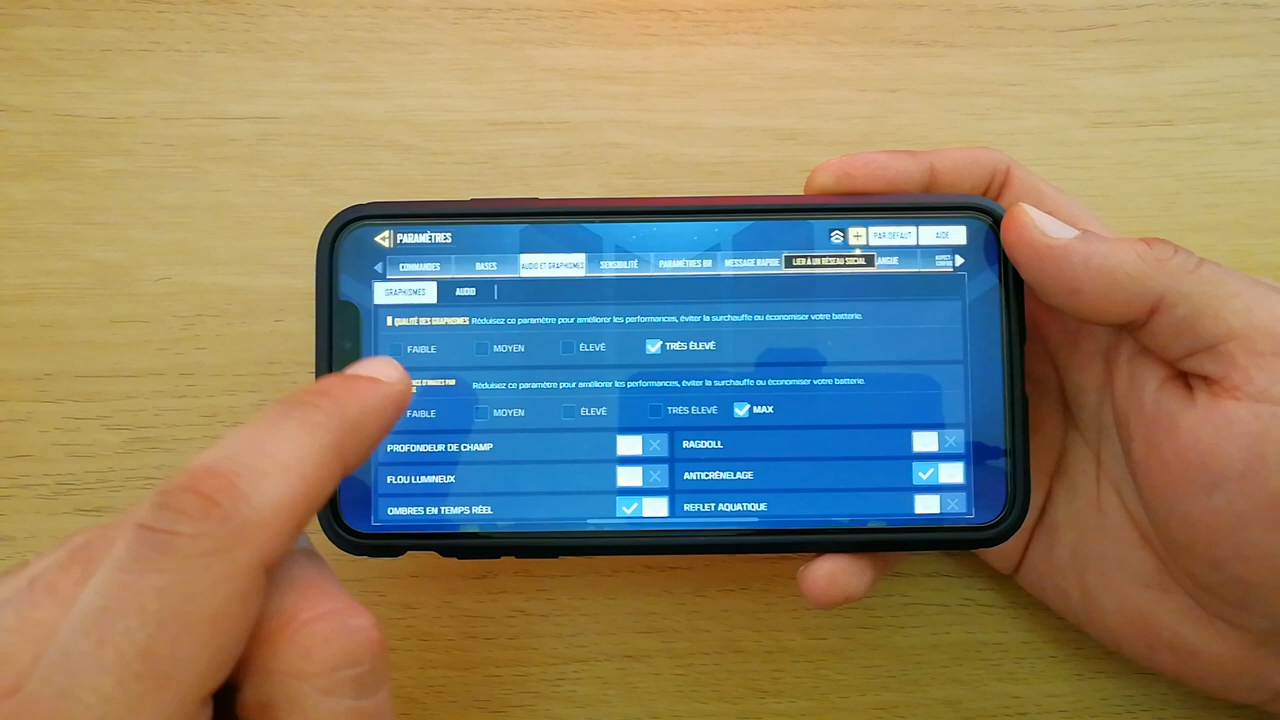 PARAMÈTRES
PAR DÉFAUT
AIDE
COMMANDES
BASES
AUDIO ET GRAPHISMES
SENSIBILITÉ
PARAMÈTRES BR
MESSAGE RAPIDE
LIER À UN RÉSEAU SOCIAL
ANGUE
GRAPHISMES
AUDIO
QUALITÉ DES GRAPHISMES Réduisez ce paramètre pour améliorer les performances, éviter la surchauffe ou économiser votre batterie.
FAIBLE
MOYEN
ÉLEVÉ
TRÈS ÉLEVÉ
Réduisez ce paramètre pour améliorer les performances, éviter la surchauffe ou économiser votre batterie.
FAIBLE
MOYEN
ÉLEVÉ
TRÈS ÉLEVÉ
MAX
PROFONDEUR DE CHAMP
RAGDOLL
FLOU LUMINEUX
ANTICRÉNELAGE
OMBRES EN TEMPS RÉEL
REFLET AQUATIQUE